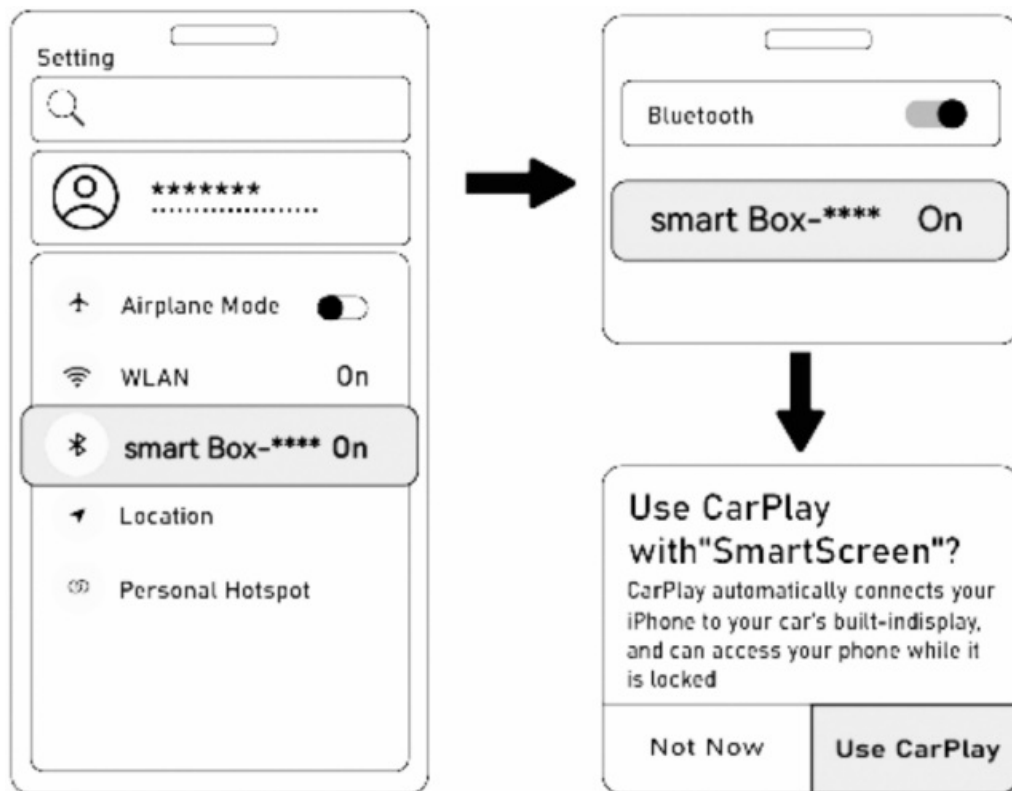 Setting
*******
Airplane Mode
WLAN On
smart Box-**** On
Location
Personal Hotspot
Bluetooth
smart Box-**** On
Use CarPlay
with"SmartScreen"?
CarPlay automatically connects your
iPhone to your car's built-indisplay,
and can access your phone while it
is locked
Not Now
Use CarPlay